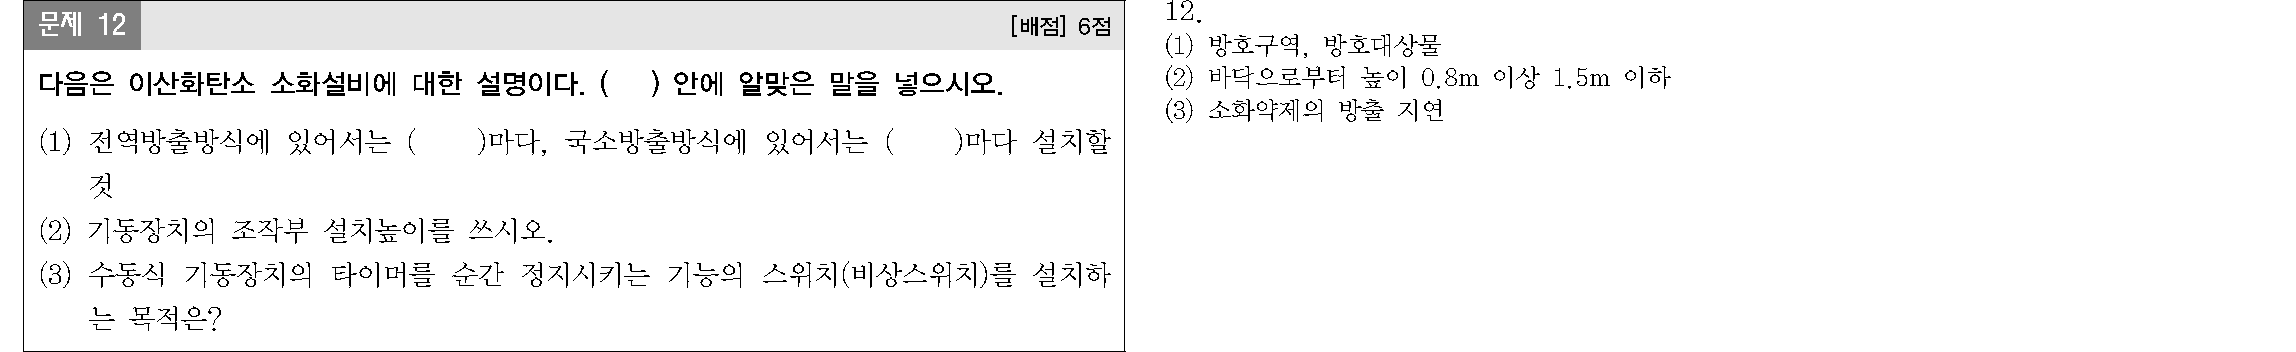 문제 12
[배점] 6점
다음은 이산화탄소 소화설비에 대한 설명이다. (   ) 안에 알맞은 말을 넣으시오.
(1) 전역방출방식에 있어서는 (   )마다, 국소방출방식에 있어서는 (   )마다 설치할
것
(2) 기동장치의 조작부 설치높이를 쓰시오.
(3) 수동식 기동장치의 타이머를 순간 정지시키는 기능의 스위치(비상스위치)를 설치하
는 목적은?
12.
(1) 방호구역, 방호대상물
(2) 바닥으로부터 높이 0.8m 이상 1.5m 이하
(3) 소화약제의 방출 지연